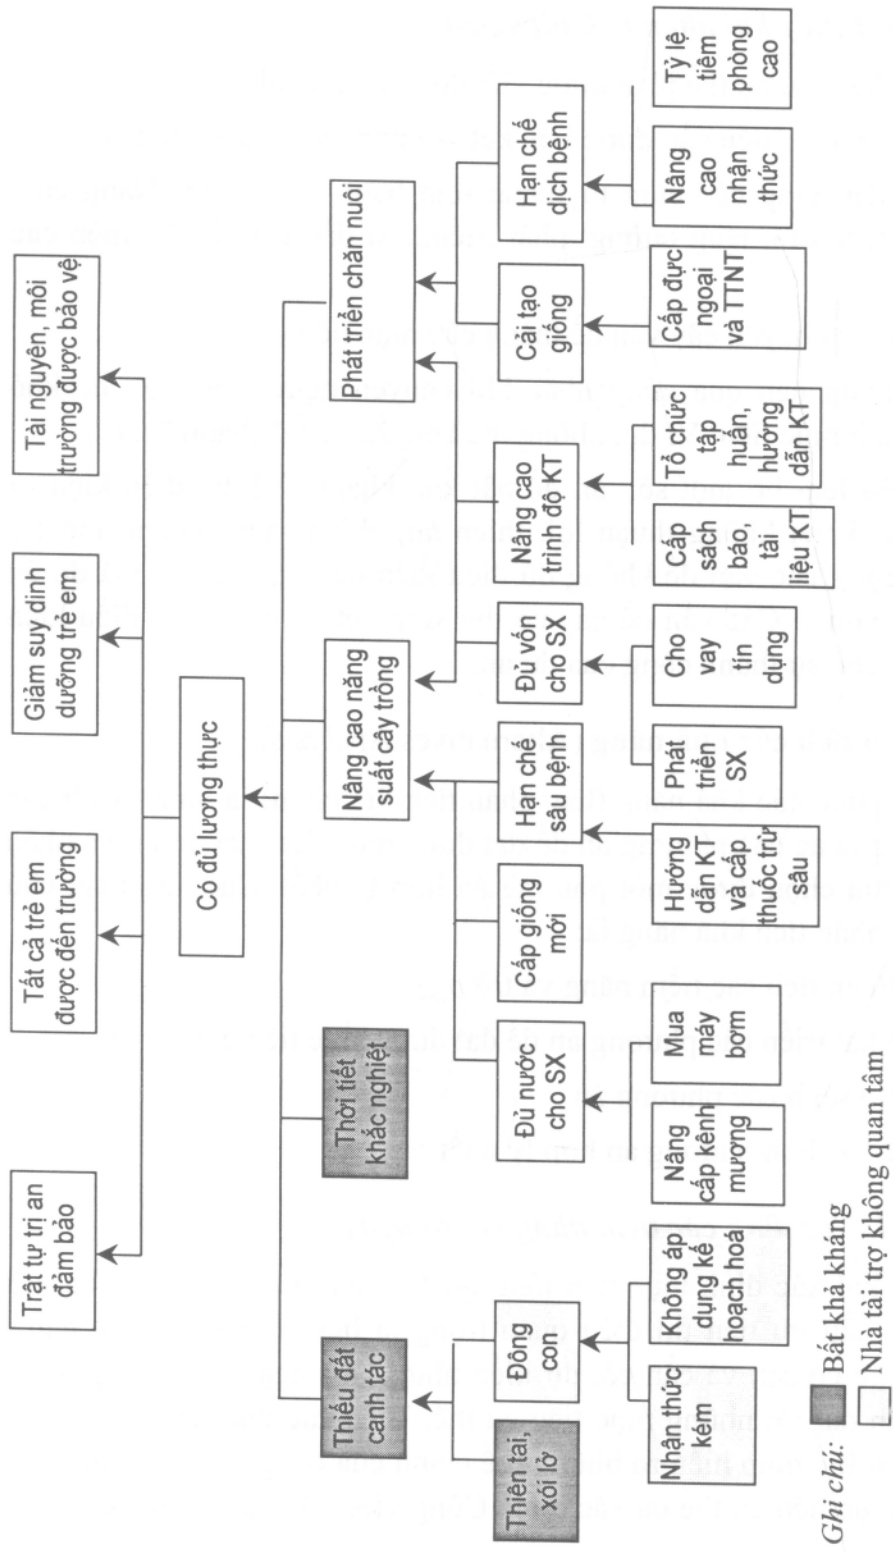 Trật tự trị an
đảm bảo
Tất cả trẻ em
được đến trường
Giảm suy dinh
dưỡng trẻ em
Tài nguyên, môi
trường được bảo vệ
Có đủ lương thực
Thiếu đất
canh tác
Thời tiết
khắc nghiệt
Nâng cao năng
suất cây trồng
Phát triển chăn nuôi
Thiên tai,
xói lở
Đông
con
Đủ nước
cho SX
Cấp giống
mới
Hạn chế
sâu bệnh
Đủ vốn
cho SX
Nâng cao
trình độ KT
Cải tạo
giống
Hạn chế
dịch bệnh
Nhận thức
kém
Không áp
dụng kế
hoạch hoá
Nâng
cấp kênh
mương
Mua
máy
bơm
Hướng
dẫn KT
và cấp
thuốc trừ
sâu
Phát
triển
SX
Cho
vay
tín
dụng
Cấp
sách
báo,
tài
liệu KT
Tổ chức
tập
huấn,
hướng
dẫn KT
Cấp đực
ngoại
và TTNT
Nâng
cao
nhận
thức
Tỷ lệ
tiêm
phòng
cao
Ghi chú:
Bất khả kháng
Nhà tài trợ không quan tâm